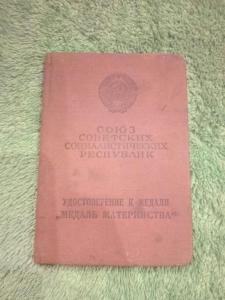 СОЮЗ
СОВЕТСКИХ
СОЦИАЛИСТИЧЕСКИХ
РЕСПУБЛИК
УДОСТОВЕРЕНИЕ К МЕДАЛИ
„МЕДАЛЬ МАТЕРИНСТВА“